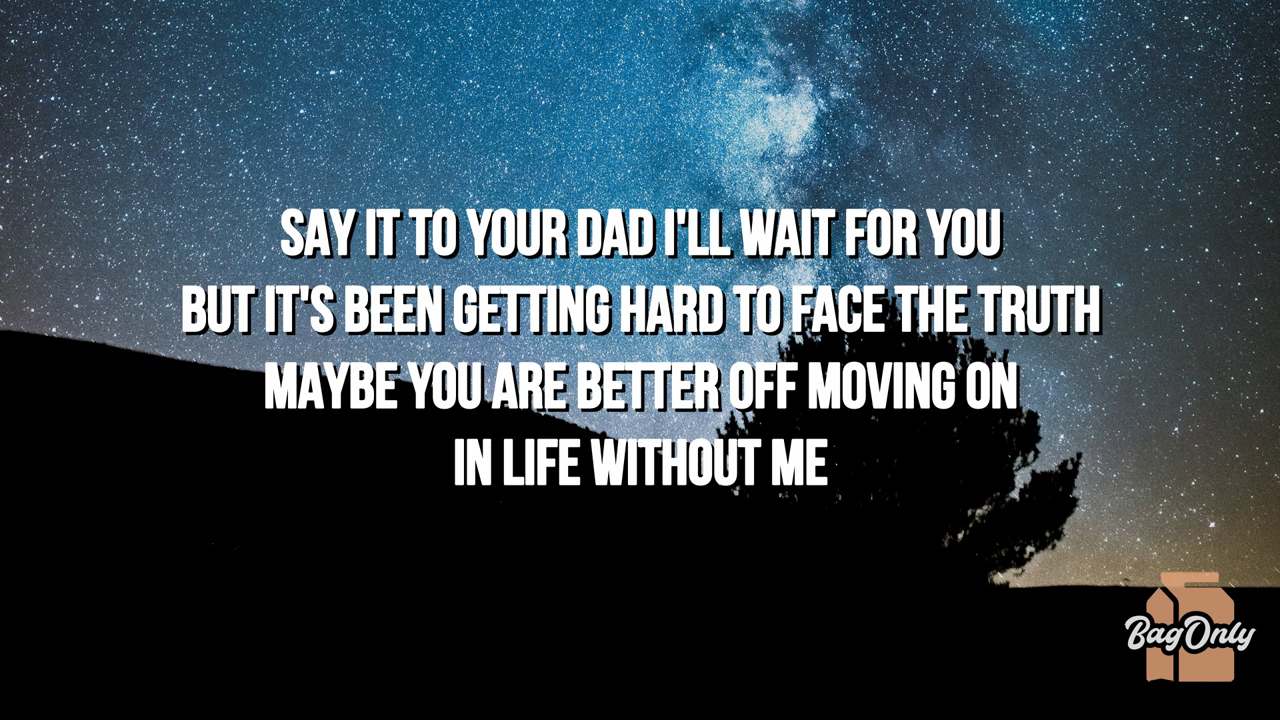 SAY IT TO YOUR DAD I'LL WAIT FOR YOU
BUT IT'S BEEN GETTING HARD TO FACE THE TRUTH
MAYBE YOU ARE BETTER OFF MOVING ON
IN LIFE WITHOUT ME
BagOnly